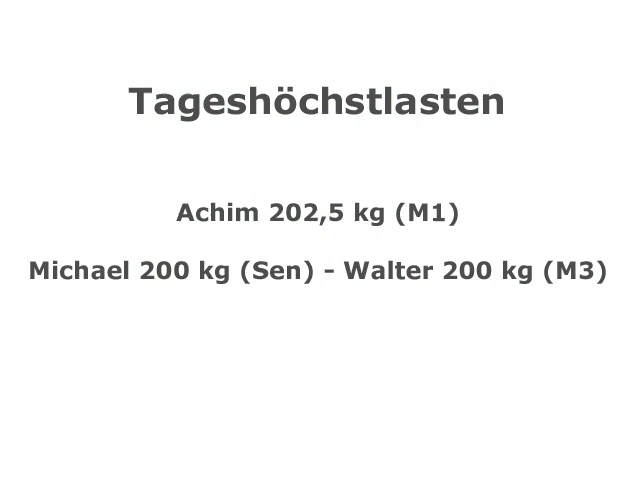 Tageshöchstlasten
Achim 202,5 kg (M1)
Michael 200 kg (Sen) - Walter 200 kg (M3)